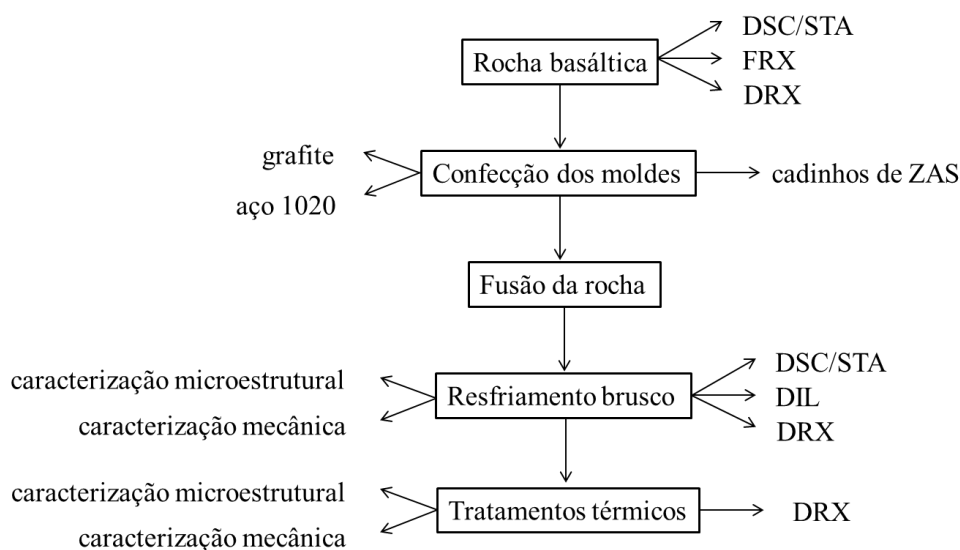 DSC/STA
Rocha basáltica
FRX
DRX
grafite
Confecção dos moldes
cadinhos de ZAS
aço 1020
Fusão da rocha
DSC/STA
caracterização microestrutural
Resfriamento brusco
DIL
caracterização mecânica
DRX
caracterização microestrutural
Tratamentos térmicos
DRX
caracterização mecânica